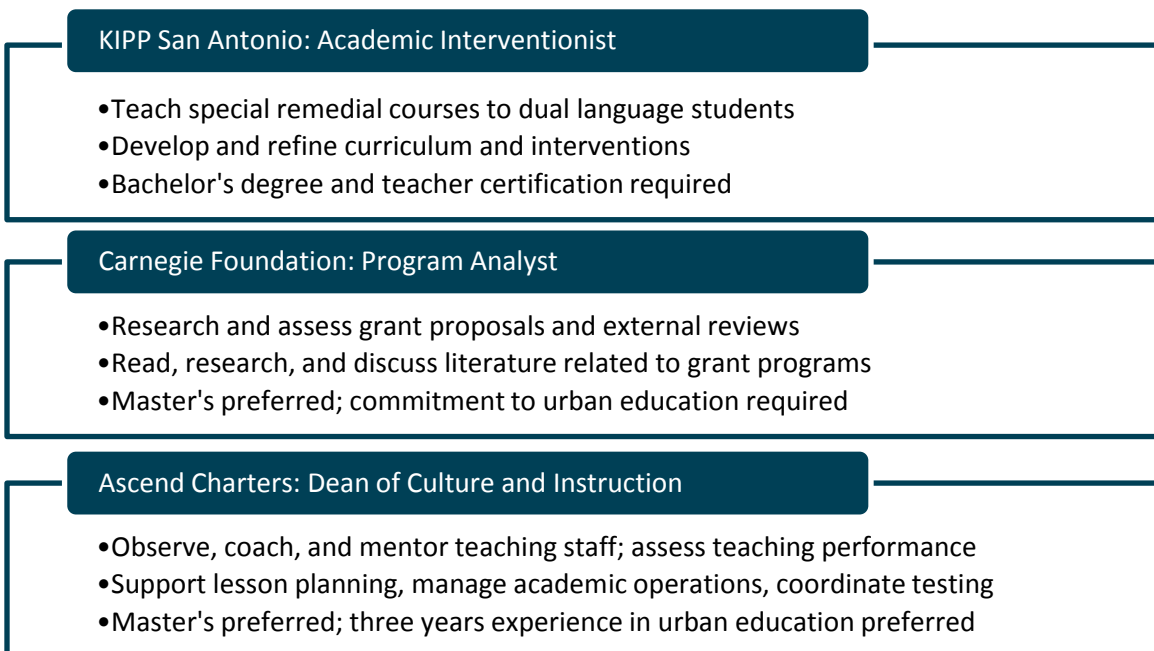 KIPP San Antonio: Academic Interventionist
•Teach special remedial courses to dual language students
•Develop and refine curriculum and interventions
•Bachelor's degree and teacher certification required
Carnegie Foundation: Program Analyst
•Research and assess grant proposals and external reviews
•Read, research, and discuss literature related to grant programs
•Master's preferred; commitment to urban education required
Ascend Charters: Dean of Culture and Instruction
•Observe, coach, and mentor teaching staff; assess teaching performance
•Support lesson planning, manage academic operations, coordinate testing
•Master's preferred; three years experience in urban education preferred